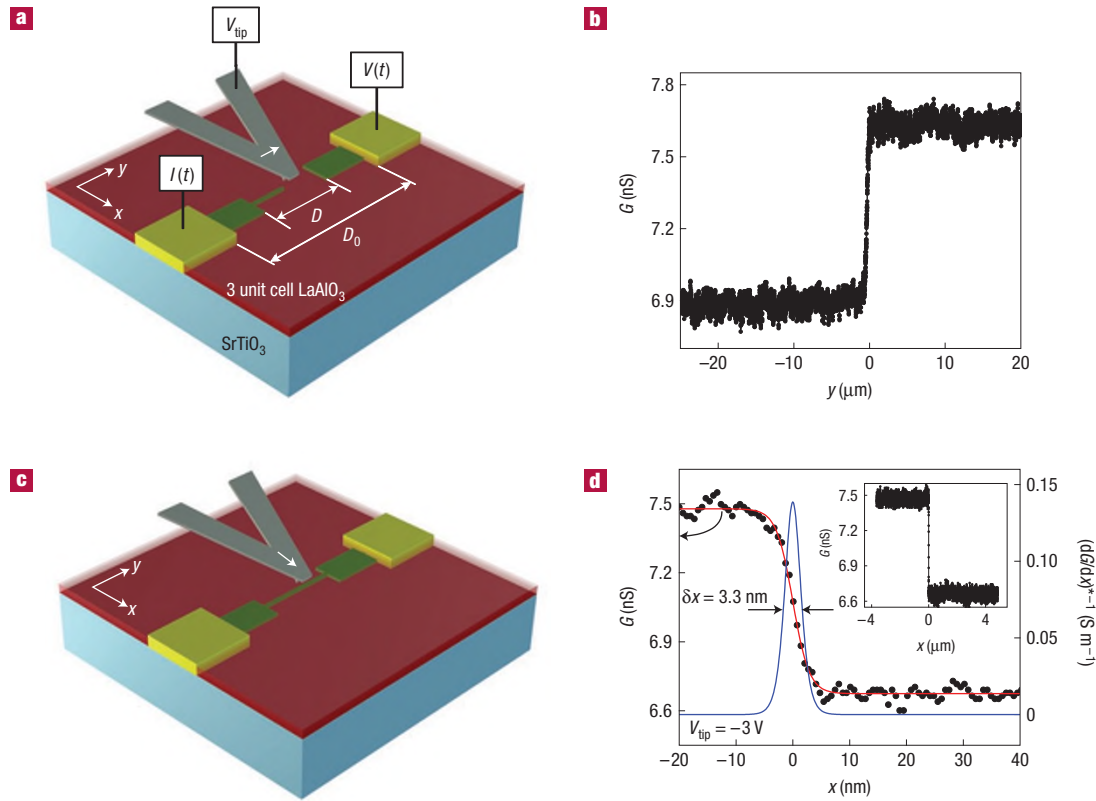 a
V_tip
V(t)
I(t)
y
x
D
D_0
3 unit cell LaAlO_3
SrTiO_3
b
7.8
7.5
7.2
6.9
G (nS)
−20
−10
0
10
20
y (μm)
c
y
x
d
7.5
7.2
6.9
6.6
G (nS)
δx = 3.3 nm
V_tip = −3 V
−20
−10
0
10
20
30
40
x (nm)
0.15
0.10
0.05
0
(dG/dx)*^−1 (S m^−1)
7.5
7.2
6.9
6.6
G (nS)
−4
0
4
x (μm)